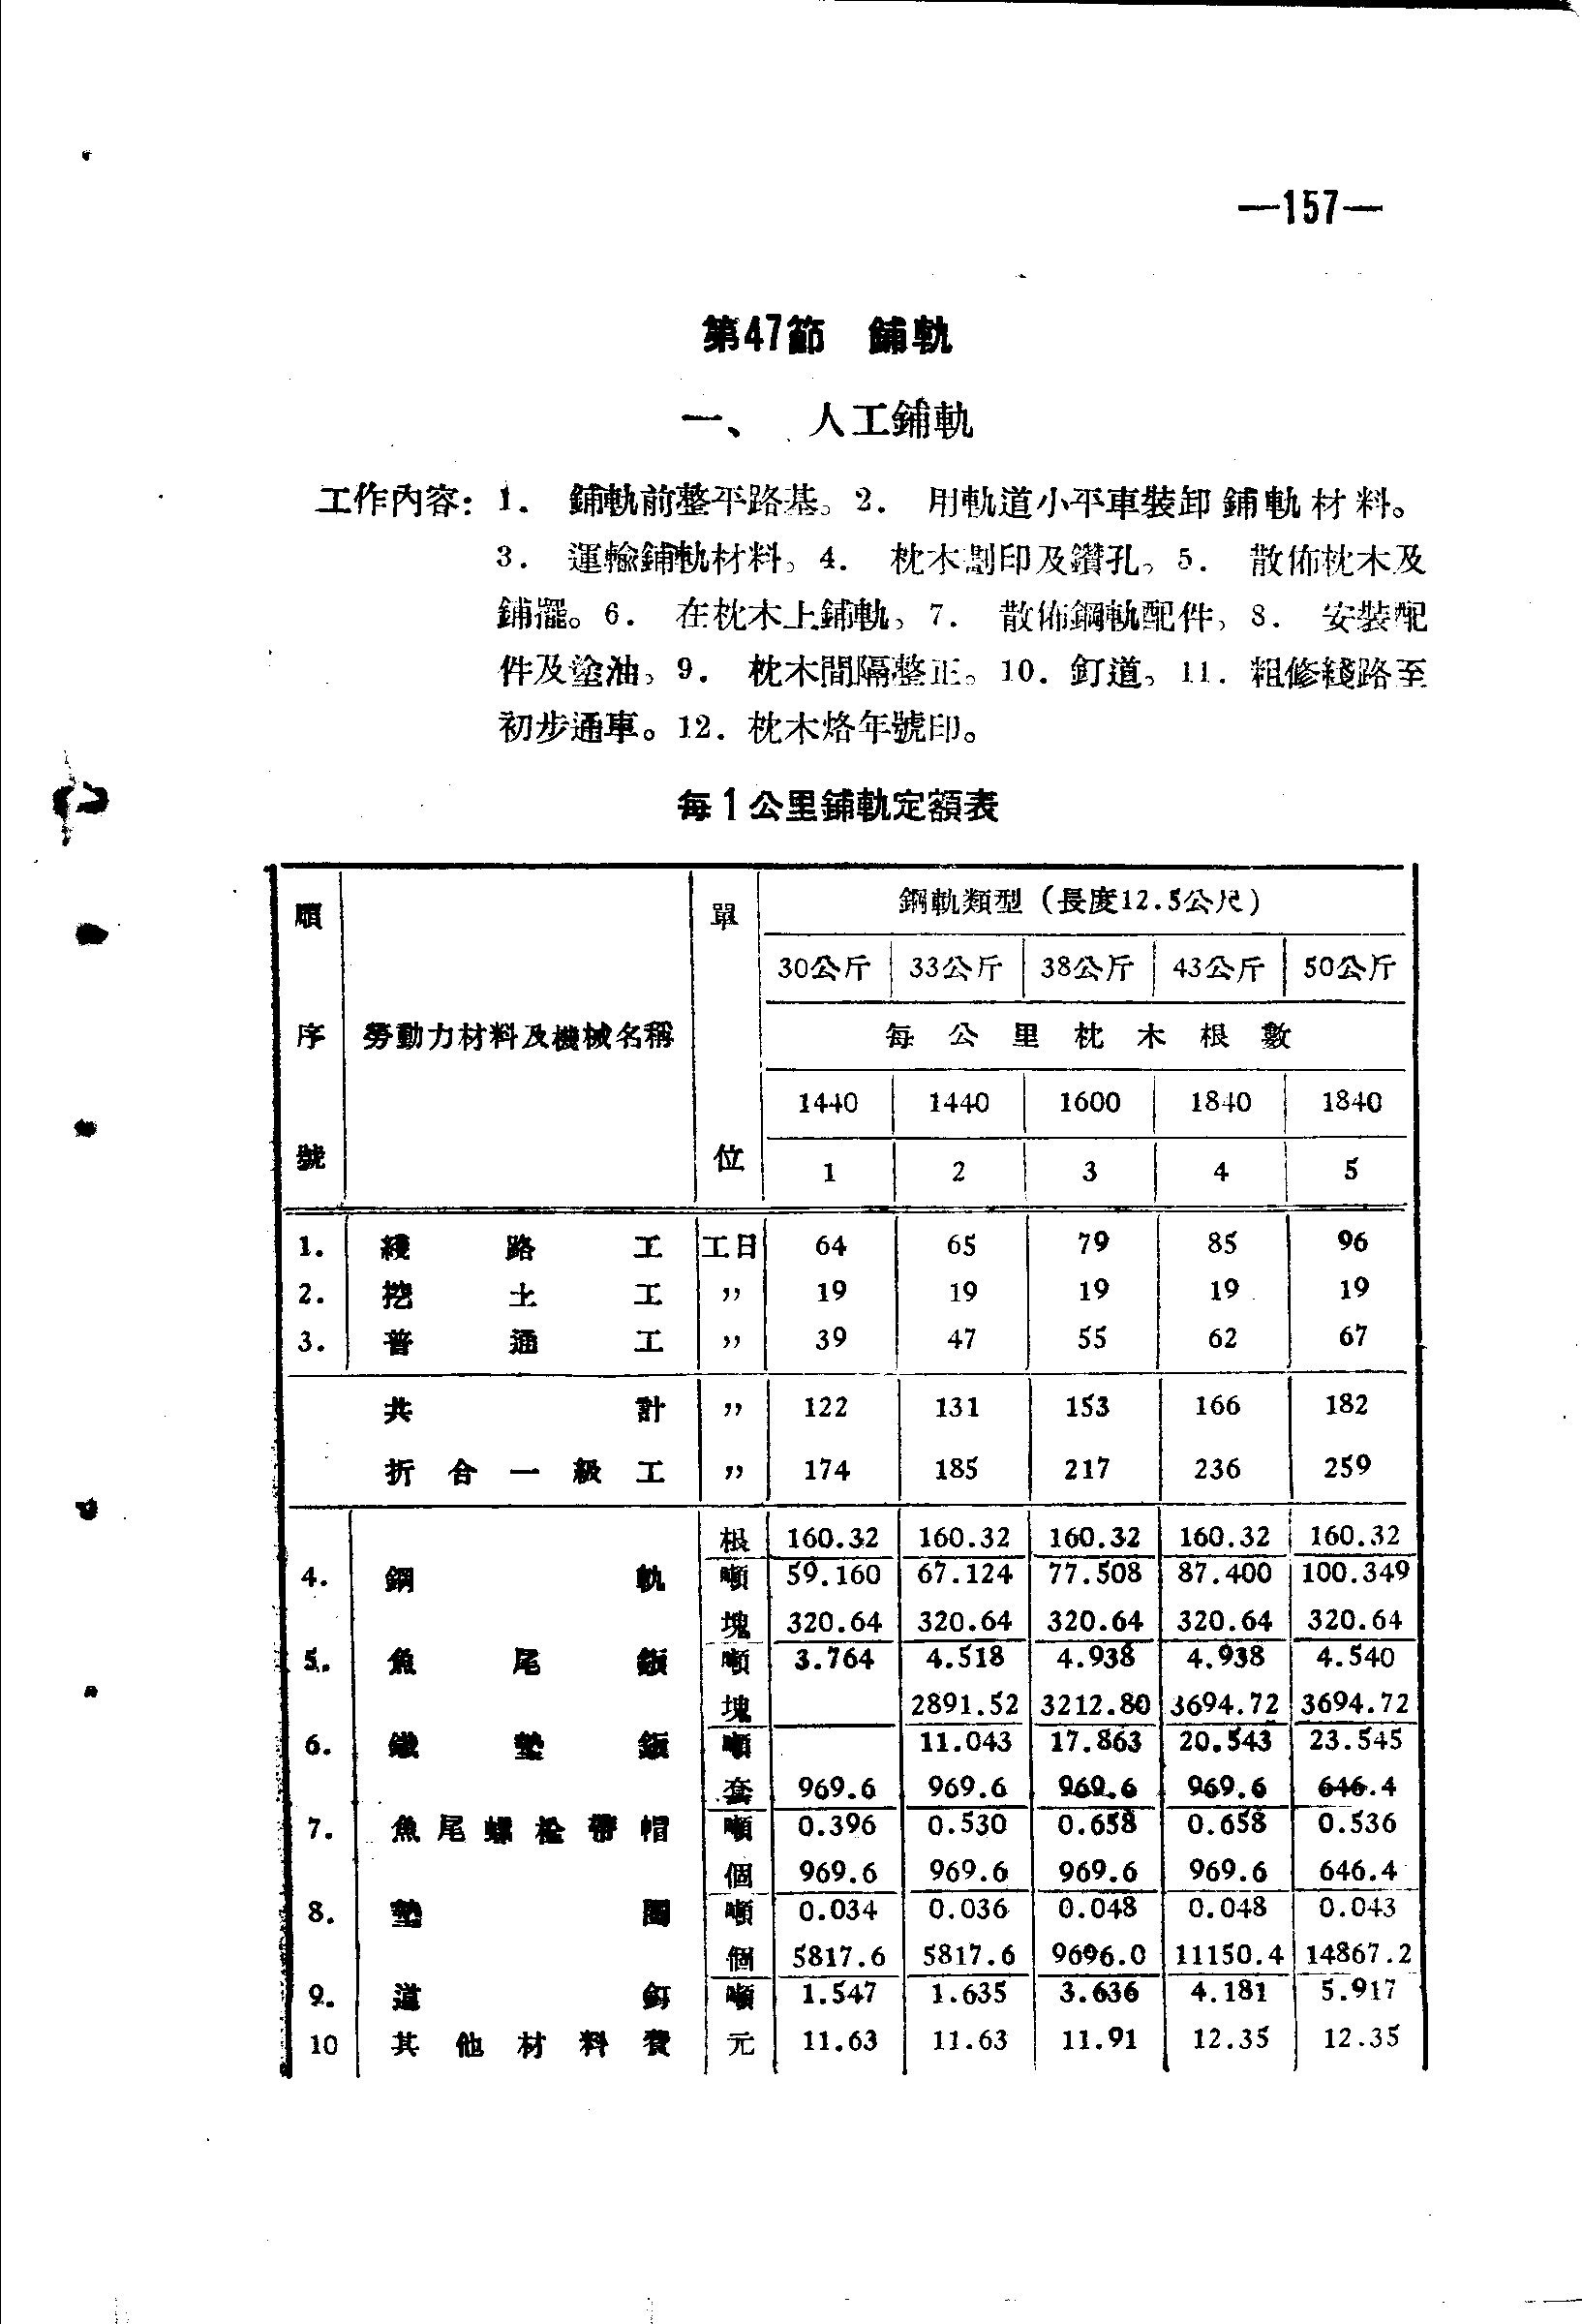 —157—
第47節　鋪軌
一、　人工鋪軌
工作內容：1.　鋪軌前整平路基。2.　用軌道小平車裝卸鋪軌材料。
3.　運輸鋪軌材料。4.　枕木劃印及鑽孔。5.　散佈枕木及
鋪擺。6.　在枕木上鋪軌。7.　散佈鋼軌配件。8.　安裝配
件及塗油。9.　枕木間隔整正。10. 釘道。11. 粗修綫路至
初步通車。12. 枕木烙年號印。
每1公里鋪軌定額表
順序號 勞動力材料及機械名稱 單位 鋼軌類型（長度12.5公尺）
30公斤 33公斤 38公斤 43公斤 50公斤
每公里枕木根數
1440 1440 1600 1840 1840
1 2 3 4 5
1. 綫路工 工日 64 65 79 85 96
2. 挖土工 ,, 19 19 19 19 19
3. 普通工 ,, 39 47 55 62 67
共計 ,, 122 131 153 166 182
折合一級工 ,, 174 185 217 236 259
根 160.32 160.32 160.32 160.32 160.32
4. 鋼軌 噸 59.160 67.124 77.508 87.400 100.349
塊 320.64 320.64 320.64 320.64 320.64
5. 魚尾鈑 噸 3.764 4.518 4.938 4.938 4.540
塊 2891.52 3212.80 3694.72 3694.72
6. 鐵墊鈑 噸 11.043 17.863 20.543 23.545
套 969.6 969.6 969.6 969.6 646.4
7. 魚尾螺栓帶帽 噸 0.396 0.530 0.658 0.658 0.536
個 969.6 969.6 969.6 969.6 646.4
8. 墊圈 噸 0.034 0.036 0.048 0.048 0.043
個 5817.6 5817.6 9696.0 11150.4 14867.2
9. 道釘 噸 1.547 1.635 3.636 4.181 5.917
10 其他材料費 元 11.63 11.63 11.91 12.35 12.35